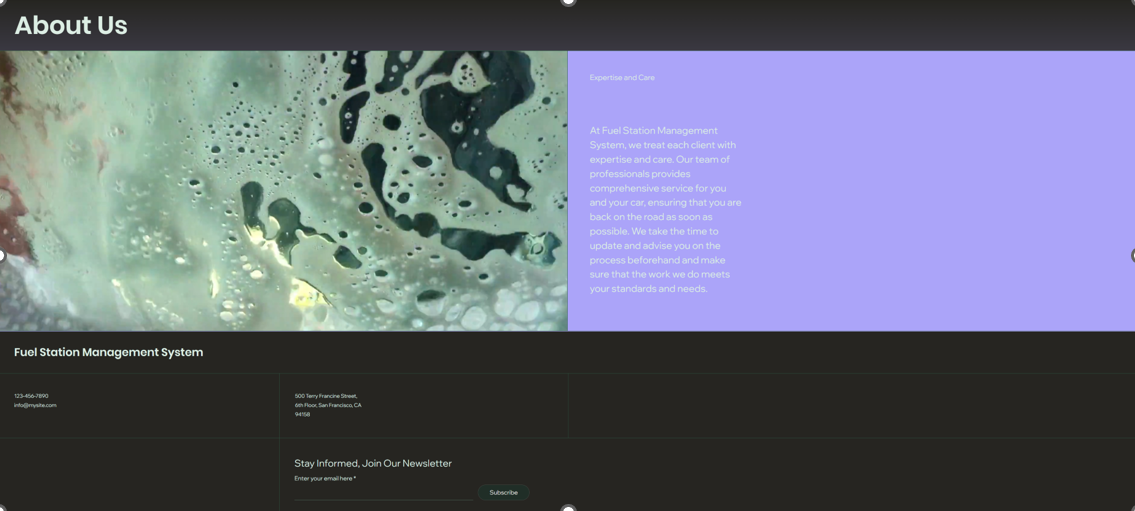 About Us
Expertise and Care
At Fuel Station Management
System, we treat each client with
expertise and care. Our team of
professionals provides
comprehensive service for you
and your car, ensuring that you are
back on the road as soon as
possible. We take the time to
update and advise you on the
process beforehand and make
sure that the work we do meets
your standards and needs.
Fuel Station Management System
123-456-7890
info@mysite.com
500 Terry Francine Street,
6th Floor, San Francisco, CA
94158
Stay Informed, Join Our Newsletter
Enter your email here *
Subscribe